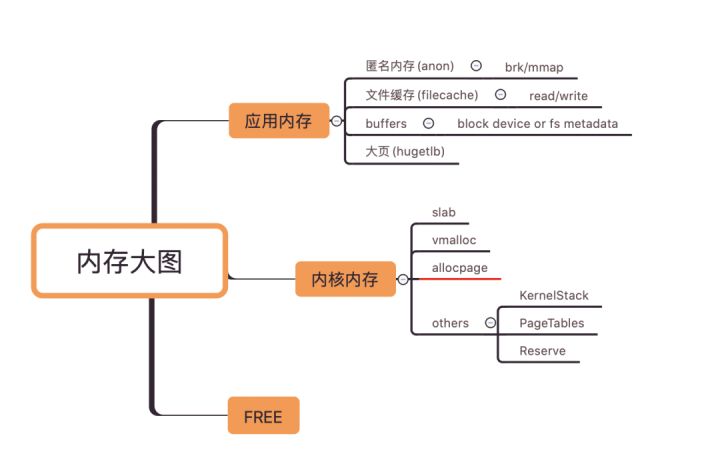 匿名内存 (anon) brk/mmap
文件缓存 (filecache) read/write
应用内存
buffers block device or fs metadata
大页 (hugetlb)
内存大图
slab
vmalloc
内核内存
allocpage
others
KernelStack
PageTables
Reserve
FREE